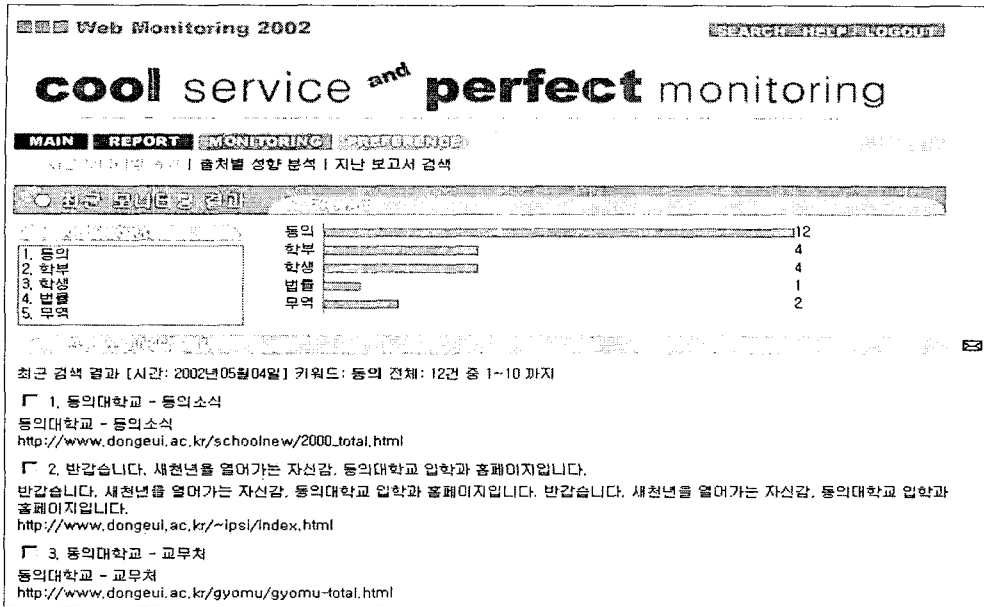 Web Monitoring 2002
SEARCH HELP LOGOUT
cool service and perfect monitoring
MAIN REPORT MONITORING PREFERENCE
| 출처별 성향 분석 | 지난 보고서 검색
최근 모니터링 결과
1. 동의
2. 학부
3. 학생
4. 법률
5. 무역
동의 12
학부 4
학생 4
법률 1
무역 2
최근 검색 결과 [시간: 2002년05월04일] 키워드: 동의 전체: 12건 중 1~10 까지
1. 동의대학교 - 동의소식
동의대학교 - 동의소식
http://www.dongeui.ac.kr/schoolnew/2000_total.html
2. 반갑습니다. 새천년을 열어가는 자신감, 동의대학교 입학과 홈페이지입니다.
반갑습니다. 새천년을 열어가는 자신감, 동의대학교 입학과 홈페이지입니다. 반갑습니다. 새천년을 열어가는 자신감, 동의대학교 입학과
홈페이지입니다.
http://www.dongeui.ac.kr/~ipsi/index.html
3. 동의대학교 - 교무처
동의대학교 - 교무처
http://www.dongeui.ac.kr/gyomu/gyomu-total.html